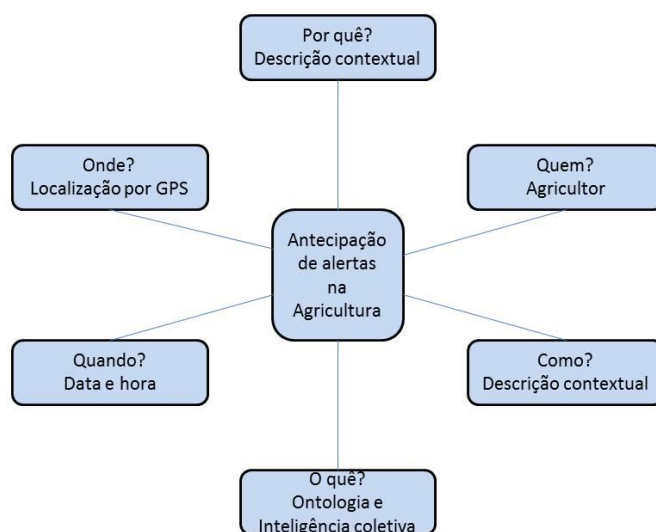 Por quê?
Descrição contextual
Onde?
Localização por GPS
Quem?
Agricultor
Antecipação
de alertas
na
Agricultura
Quando?
Data e hora
Como?
Descrição contextual
O quê?
Ontologia e
Inteligência coletiva